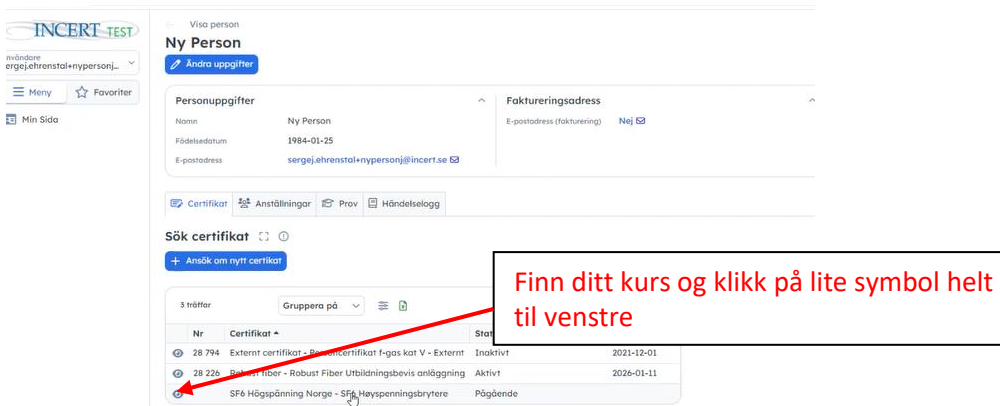 INCERT TEST
Visa person
Ny Person
Ändra uppgifter
nvändare
ergej.ehrenstal+nypersonj...
Meny
Favoriter
Min Sida
Personuppgifter
Namn Ny Person
Födelsedatum 1984-01-25
E-postadress sergej.ehrenstal+nypersonj@incert.se
Faktureringsadress
E-postadress (fakturering) Nej
Certifikat Anställningar Prov Händelselogg
Sök certifikat
+ Ansök om nytt certikat
Finn ditt kurs og klikk på lite symbol helt
til venstre
3 träffar Gruppera på
Nr Certifikat Stat
28 794 Externt certifikat - Personcertifikat f-gas kat V - Externt Inaktivt 2021-12-01
28 226 Robust fiber - Robust Fiber Utbildningsbevis anläggning Aktivt 2026-01-11
SF6 Högspänning Norge - SF6 Høyspenningsbrytere Pågående